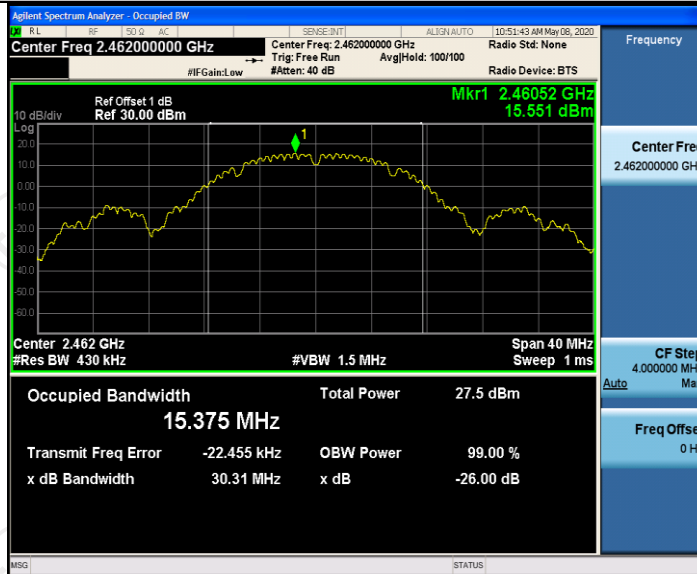 Agilent Spectrum Analyzer - Occupied BW
RL RF 50 Ω AC SENSE:INT ALIGN AUTO 10:51:43 AM May 08, 2020
Center Freq 2.462000000 GHz
Center Freq: 2.462000000 GHz Radio Std: None
Trig: Free Run Avg|Hold: 100/100
#IFGain:Low #Atten: 40 dB Radio Device: BTS
Frequency
Mkr1 2.46052 GHz
15.551 dBm
Ref Offset 1 dB
10 dB/div Ref 30.00 dBm
Log
1
20.0
10.0
0.00
-10.0
-20.0
-30.0
-40.0
-50.0
-60.0
Center Fre
2.462000000 GH
Center 2.462 GHz Span 40 MHz
#Res BW 430 kHz #VBW 1.5 MHz Sweep 1 ms
CF Ste
4.000000 MH
Auto Ma
Occupied Bandwidth Total Power 27.5 dBm
15.375 MHz
Transmit Freq Error -22.455 kHz OBW Power 99.00 %
x dB Bandwidth 30.31 MHz x dB -26.00 dB
Freq Offse
0 H
MSG STATUS